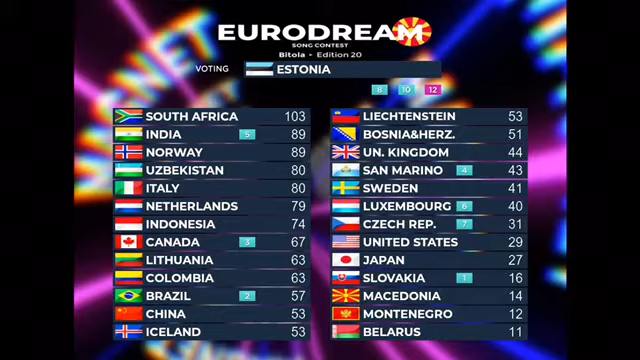 EURODREAM
SONG CONTEST
Bitola - Edition 20
VOTING ESTONIA
8 10 12
SOUTH AFRICA 103
INDIA 5 89
NORWAY 89
UZBEKISTAN 80
ITALY 80
NETHERLANDS 79
INDONESIA 74
CANADA 3 67
LITHUANIA 63
COLOMBIA 63
BRAZIL 2 57
CHINA 53
ICELAND 53
LIECHTENSTEIN 53
BOSNIA&HERZ. 51
UN. KINGDOM 44
SAN MARINO 4 43
SWEDEN 41
LUXEMBOURG 6 40
CZECH REP. 7 31
UNITED STATES 29
JAPAN 27
SLOVAKIA 1 16
MACEDONIA 14
MONTENEGRO 12
BELARUS 11